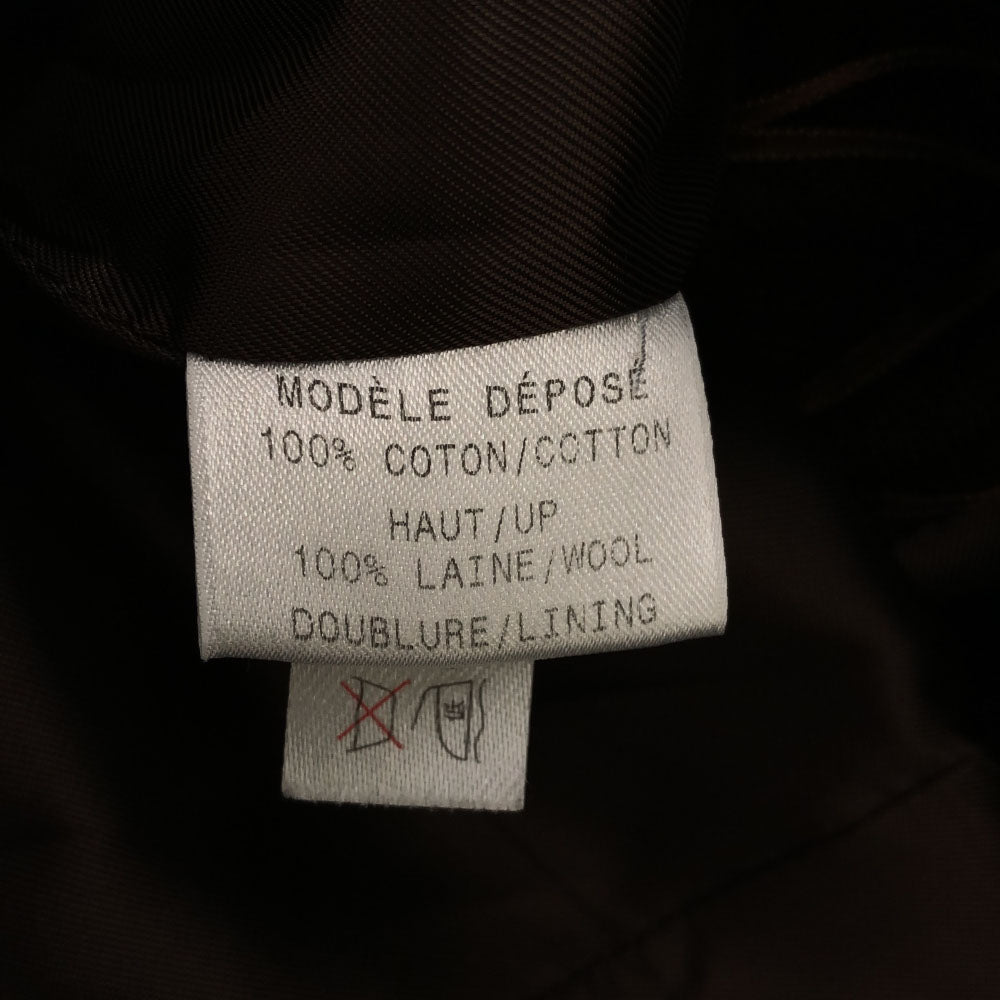 MODÈLE DÉPOSÉ
100% COTON/COTTON
HAUT/UP
100% LAINE/WOOL
DOUBLURE/LINING